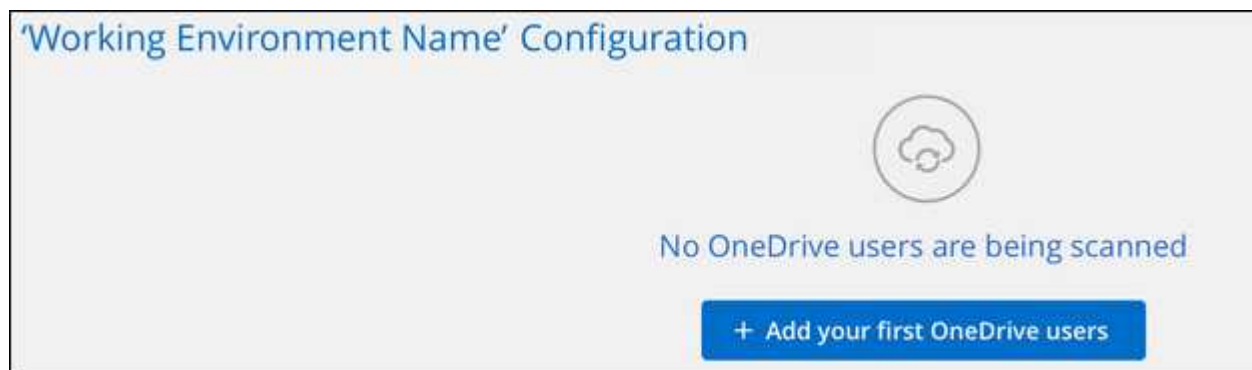 ‘Working Environment Name’ Configuration
No OneDrive users are being scanned
+ Add your first OneDrive users